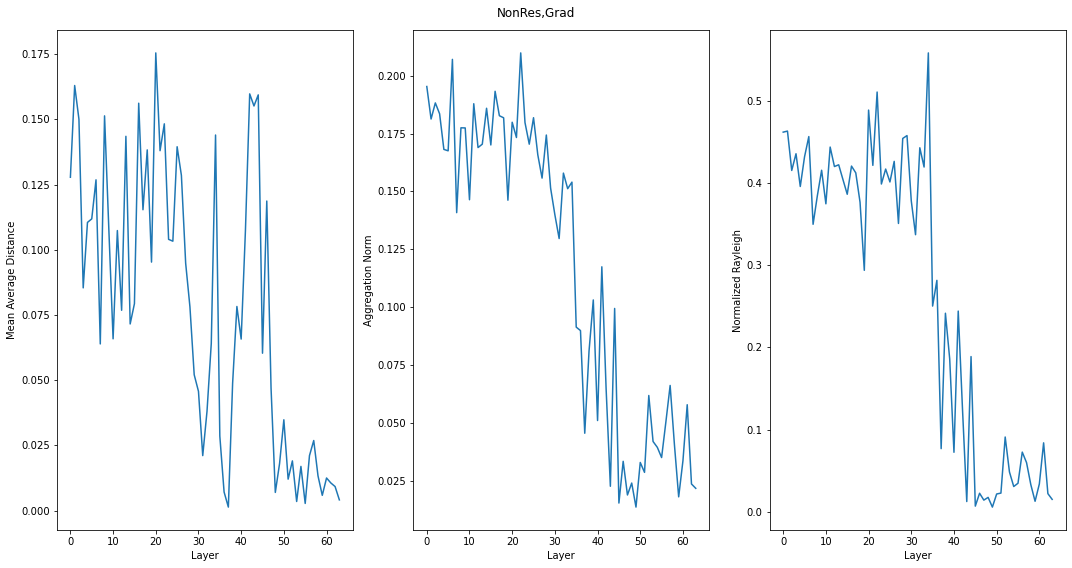 NonRes,Grad
Mean Average Distance
0.175
0.150
0.125
0.100
0.075
0.050
0.025
0.000
0 10 20 30 40 50 60
Layer
Aggregation Norm
0.200
0.175
0.150
0.125
0.100
0.075
0.050
0.025
0 10 20 30 40 50 60
Layer
Normalized Rayleigh
0.5
0.4
0.3
0.2
0.1
0.0
0 10 20 30 40 50 60
Layer